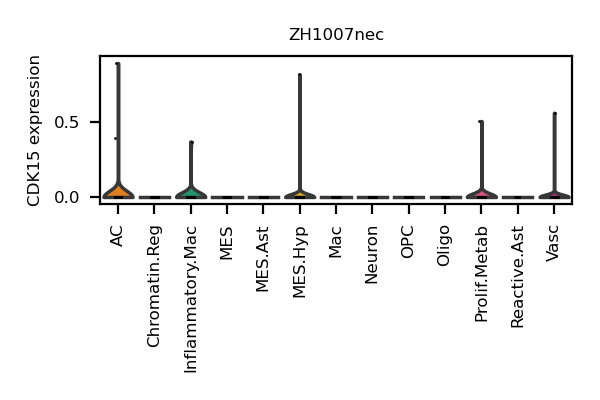 ZH1007nec
CDK15 expression
0.5
0.0
AC
Chromatin.Reg
Inflammatory.Mac
MES
MES.Ast
MES.Hyp
Mac
Neuron
OPC
Oligo
Prolif.Metab
Reactive.Ast
Vasc